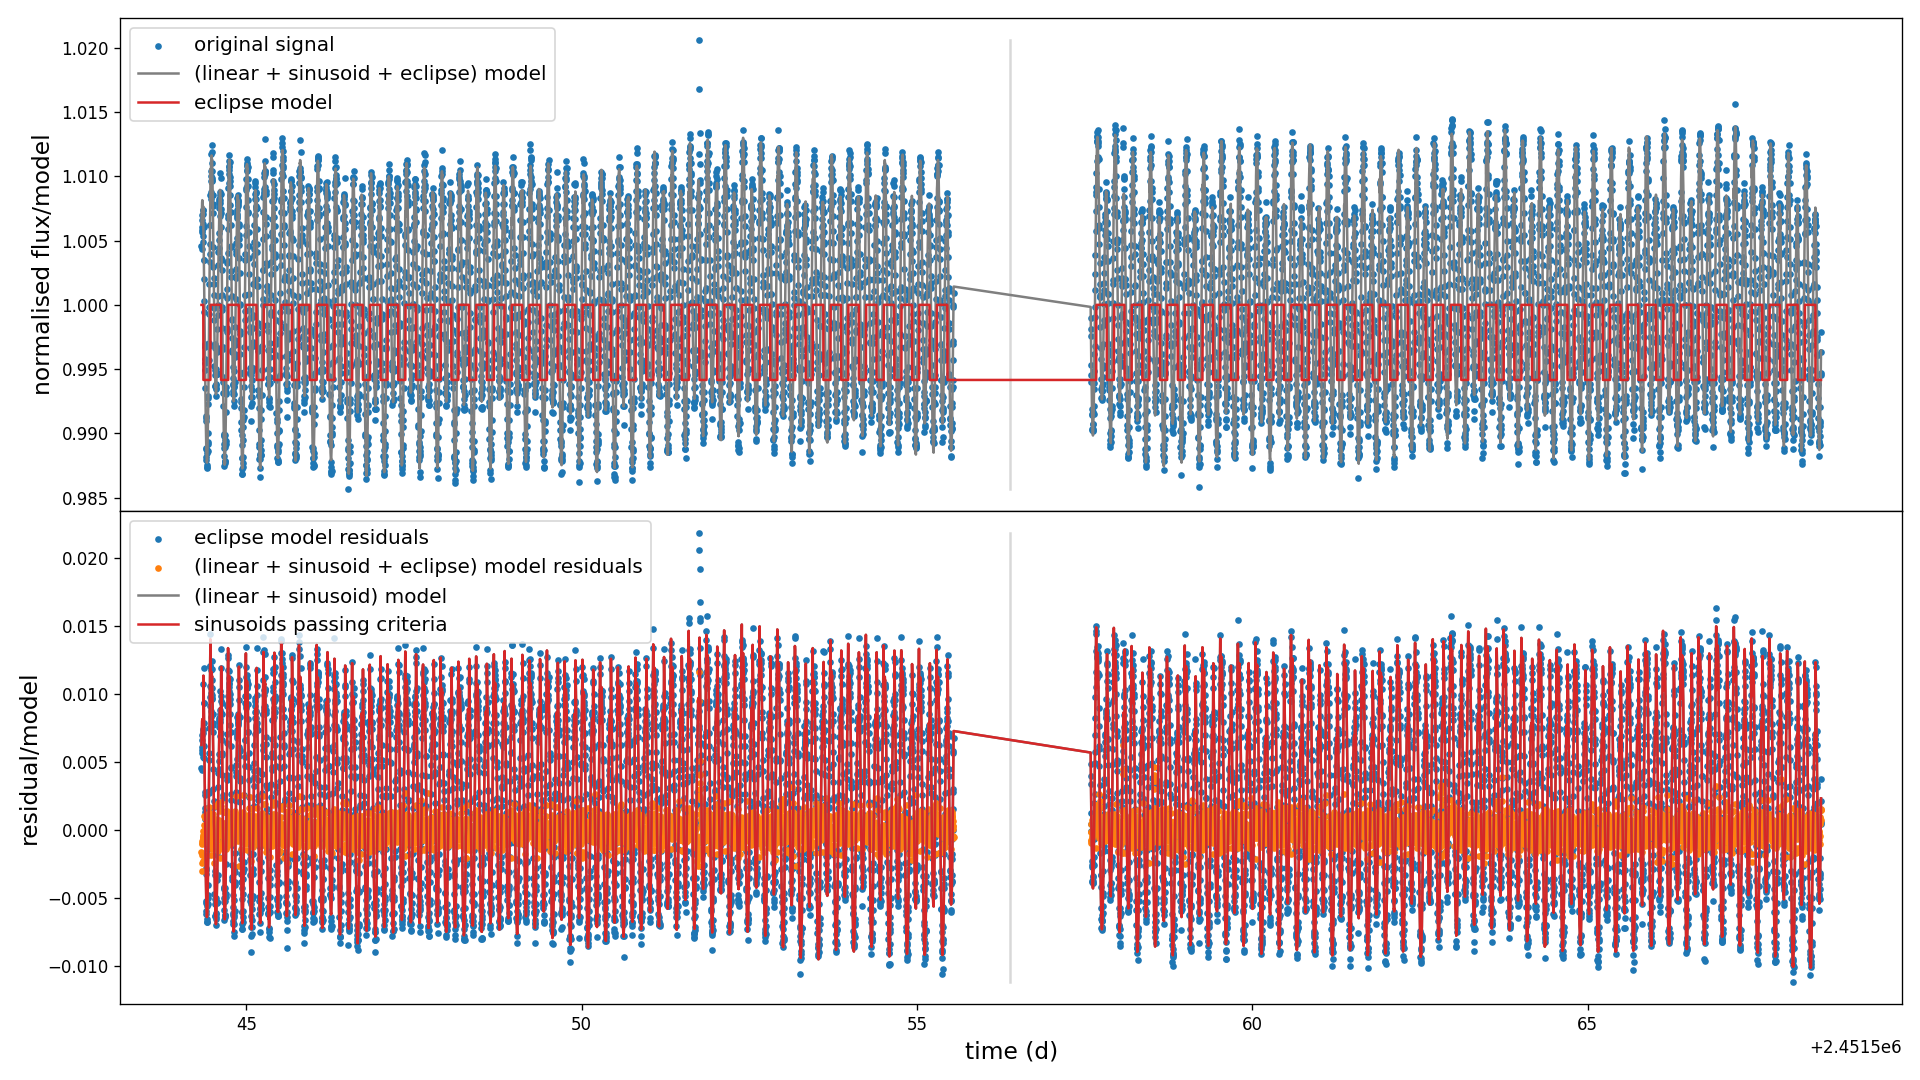 original signal
(linear + sinusoid + eclipse) model
eclipse model
normalised flux/model
1.020
1.015
1.010
1.005
1.000
0.995
0.990
0.985
eclipse model residuals
(linear + sinusoid + eclipse) model residuals
(linear + sinusoid) model
sinusoids passing criteria
residual/model
0.020
0.015
0.010
0.005
0.000
−0.005
−0.010
45
50
55
60
65
time (d)
+2.4515e6